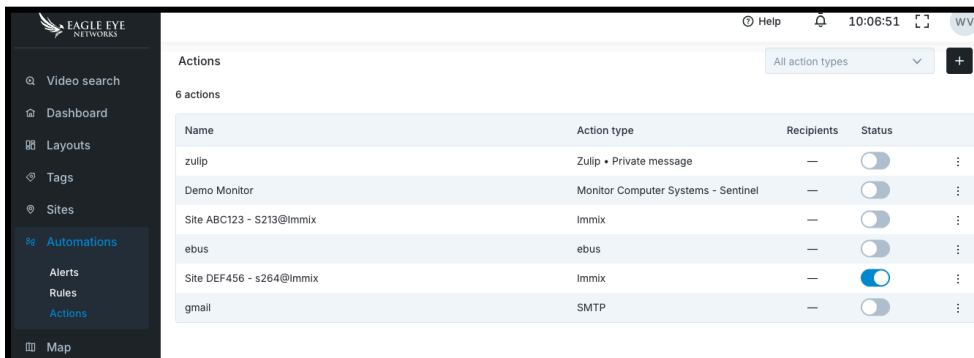 EAGLE EYE
NETWORKS
Help
10:06:51
WV
Video search
Dashboard
Layouts
Tags
Sites
Automations
Alerts
Rules
Actions
Map
Actions
All action types
+
6 actions
Name Action type Recipients Status
zulip Zulip • Private message —
Demo Monitor Monitor Computer Systems - Sentinel —
Site ABC123 - S213@Immix Immix —
ebus ebus —
Site DEF456 - s264@Immix Immix —
gmail SMTP —